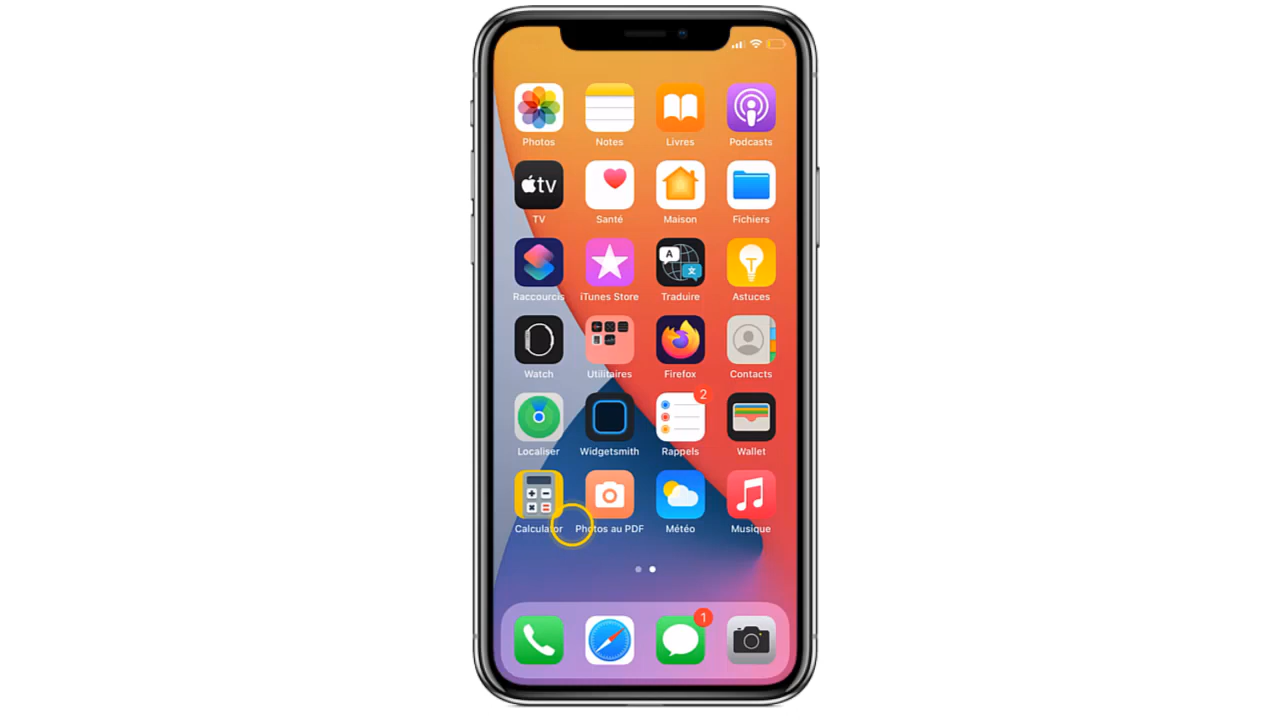 Photos Notes Livres Podcasts
tv
TV Santé Maison Fichiers
A
文
Raccourcis iTunes Store Traduire Astuces
Watch Utilitaires Firefox Contacts
2
Localiser Widgetsmith Rappels Wallet
Calculator Photos au PDF Météo Musique
1